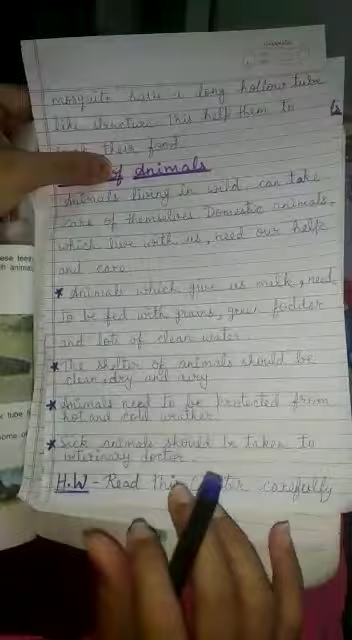 mosquito have a long hollow tube
like structure. This help them to
their food
of Animals
Animals living in wild can take
care of themselves. Domestic animals,
which live with us, need our help
and care
* Animals which give us milk, need
to be fed with grains, green fodder
and lots of clean water.
* The shelter of animals should be
clean, dry and airy
* Animals need to be protected from
hot and cold weather.
* Sick animals should be taken to
veterinary doctor.
H.W - Read this carefully